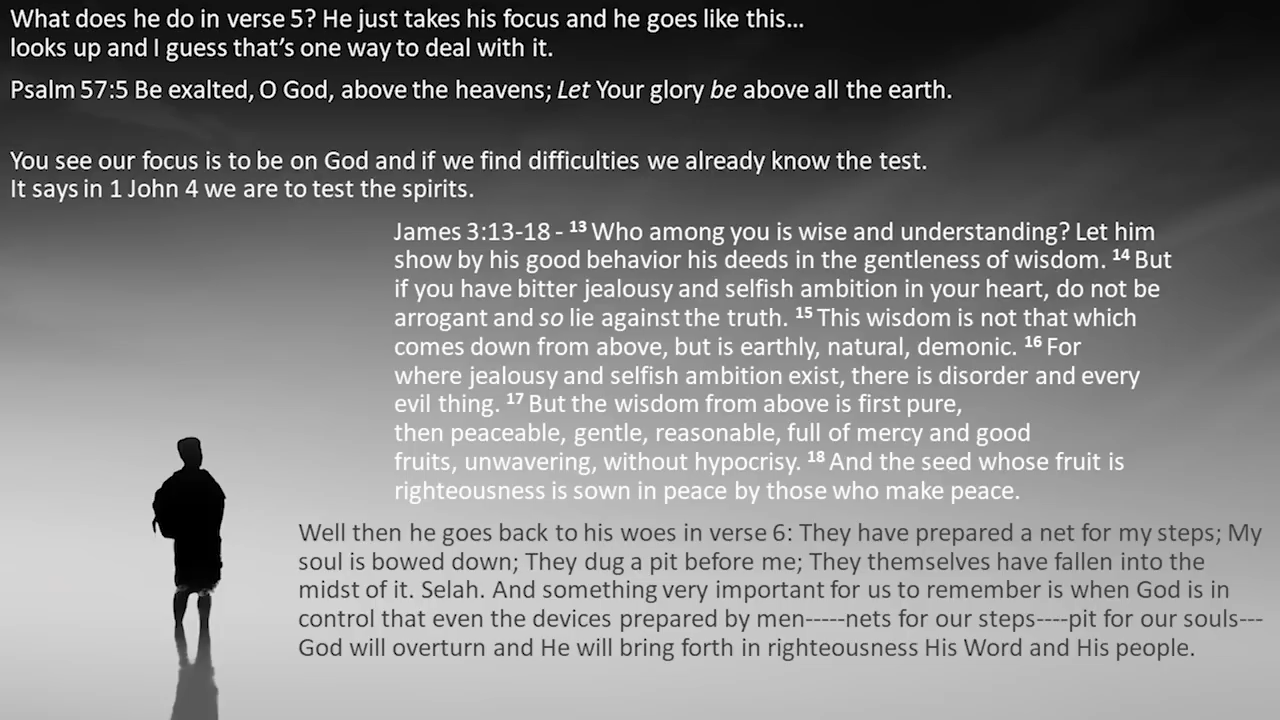 What does he do in verse 5? He just takes his focus and he goes like this...
looks up and I guess that’s one way to deal with it.
Psalm 57:5 Be exalted, O God, above the heavens; Let Your glory be above all the earth.
You see our focus is to be on God and if we find difficulties we already know the test.
It says in 1 John 4 we are to test the spirits.
James 3:13-18 - 13 Who among you is wise and understanding? Let him
show by his good behavior his deeds in the gentleness of wisdom. 14 But
if you have bitter jealousy and selfish ambition in your heart, do not be
arrogant and so lie against the truth. 15 This wisdom is not that which
comes down from above, but is earthly, natural, demonic. 16 For
where jealousy and selfish ambition exist, there is disorder and every
evil thing. 17 But the wisdom from above is first pure,
then peaceable, gentle, reasonable, full of mercy and good
fruits, unwavering, without hypocrisy. 18 And the seed whose fruit is
righteousness is sown in peace by those who make peace.
Well then he goes back to his woes in verse 6: They have prepared a net for my steps; My
soul is bowed down; They dug a pit before me; They themselves have fallen into the
midst of it. Selah. And something very important for us to remember is when God is in
control that even the devices prepared by men-----nets for our steps----pit for our souls---
God will overturn and He will bring forth in righteousness His Word and His people.